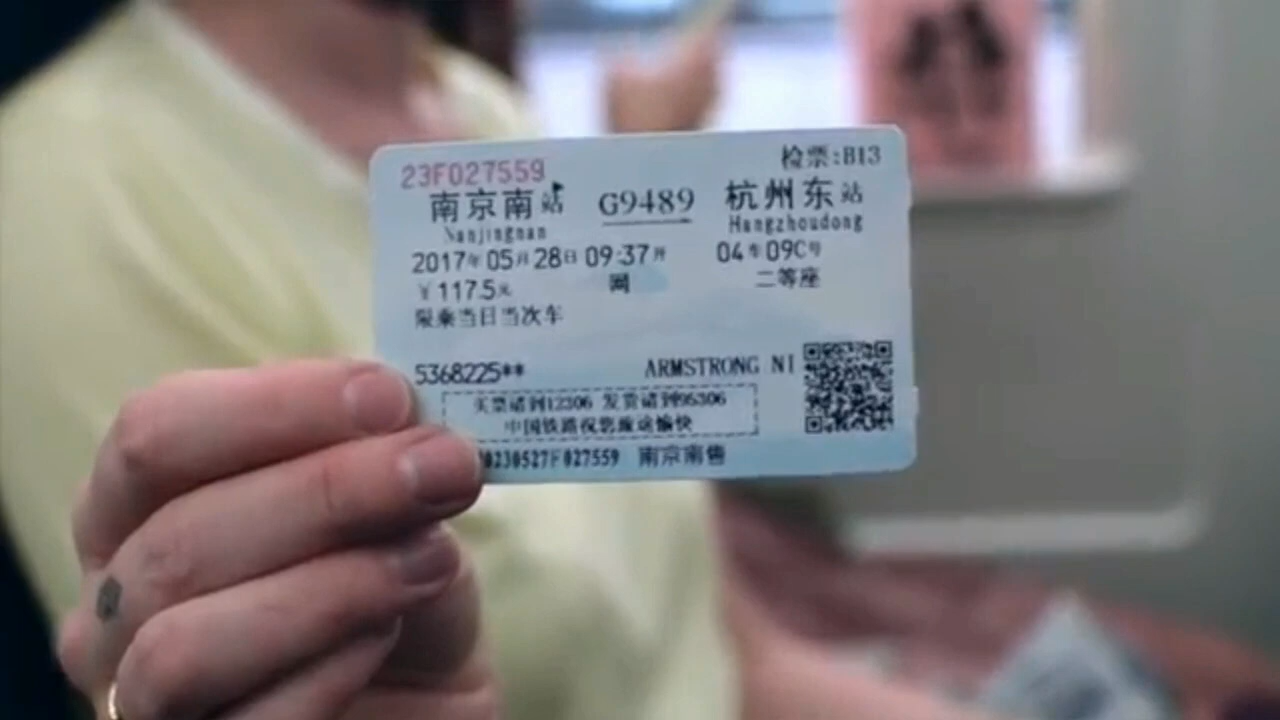 23F027559
检票:B13
南京南站 G9489 杭州东站
Nanjingnan Hangzhoudong
2017年05月28日09:37开 04车09C号
¥117.5元 网 二等座
限乘当日当次车
5368225** ARMSTRONG NI
买票请到12306 发货请到95306
中国铁路祝您旅途愉快
0230527F027559 南京南售